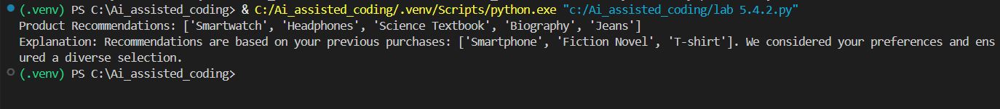 (.venv) PS C:\Ai_assisted_coding> & C:/Ai_assisted_coding/.venv/Scripts/python.exe "c:/Ai_assisted_coding/lab 5.4.2.py"
Product Recommendations: ['Smartwatch', 'Headphones', 'Science Textbook', 'Biography', 'Jeans']
Explanation: Recommendations are based on your previous purchases: ['Smartphone', 'Fiction Novel', 'T-shirt']. We considered your preferences and ens
ured a diverse selection.
(.venv) PS C:\Ai_assisted_coding>